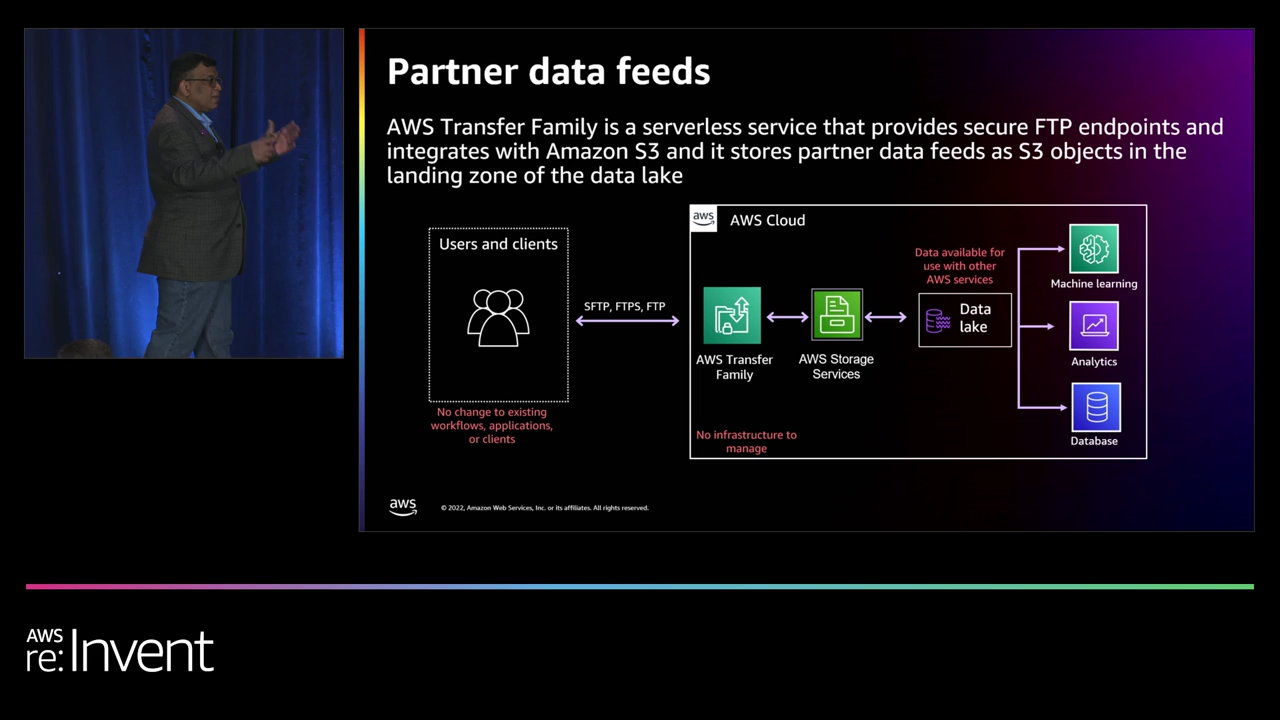 Partner data feeds
AWS Transfer Family is a serverless service that provides secure FTP endpoints and
integrates with Amazon S3 and it stores partner data feeds as S3 objects in the
landing zone of the data lake
Users and clients
No change to existing
workflows, applications,
or clients
SFTP, FTPS, FTP
aws
AWS Cloud
AWS Transfer
Family
AWS Storage
Services
No infrastructure to
manage
Data available for
use with other
AWS services
Data
lake
Machine learning
Analytics
Database
aws
© 2022, Amazon Web Services, Inc. or its affiliates. All rights reserved.
AWS
re:Invent